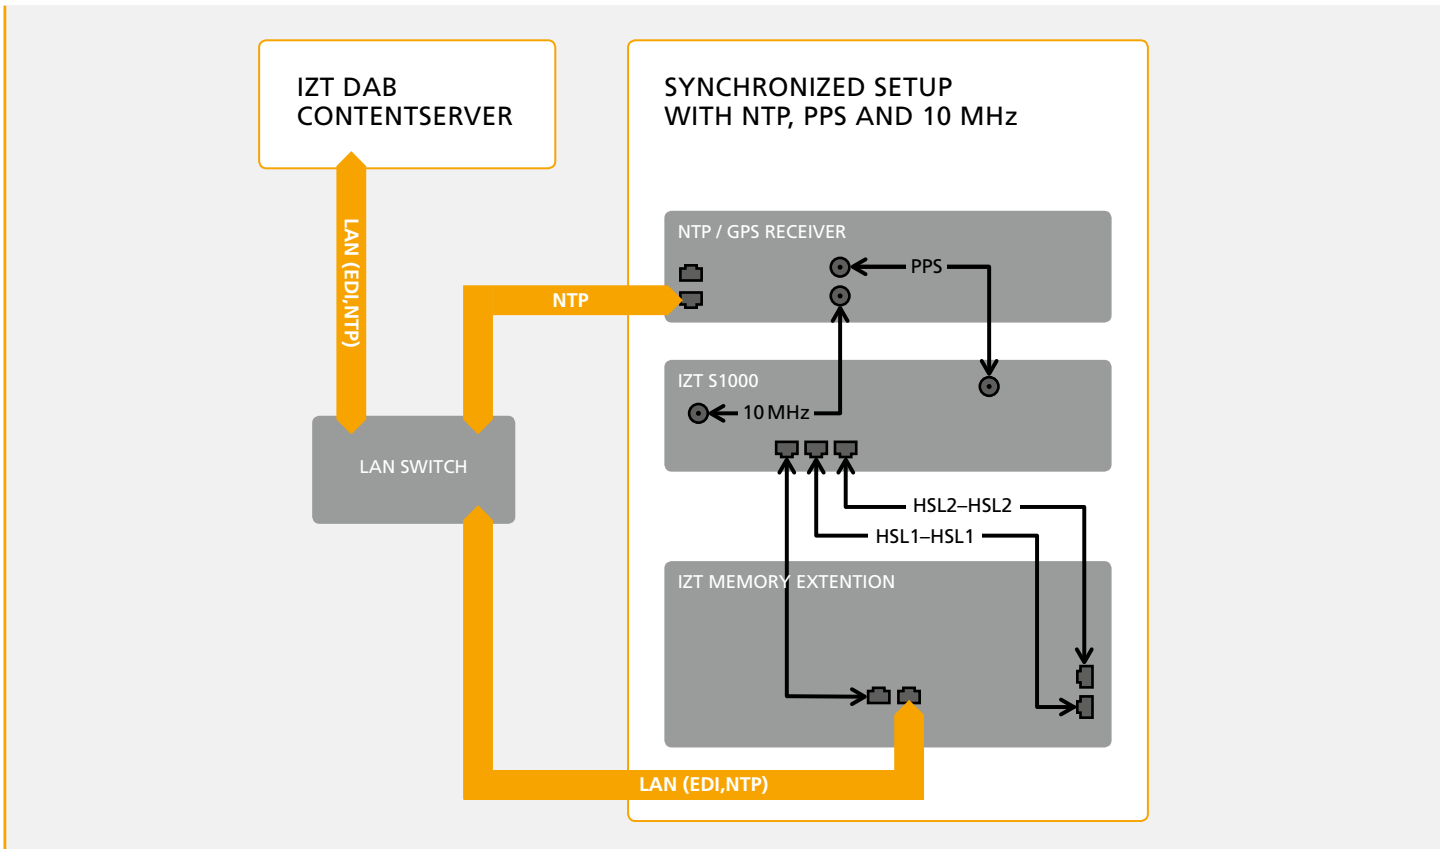 IZT DAB
CONTENTSERVER
SYNCHRONIZED SETUP
WITH NTP, PPS AND 10 MHz
LAN (EDI,NTP)
NTP / GPS RECEIVER
PPS
NTP
IZT S1000
10 MHz
LAN SWITCH
HSL2–HSL2
HSL1–HSL1
IZT MEMORY EXTENTION
LAN (EDI,NTP)